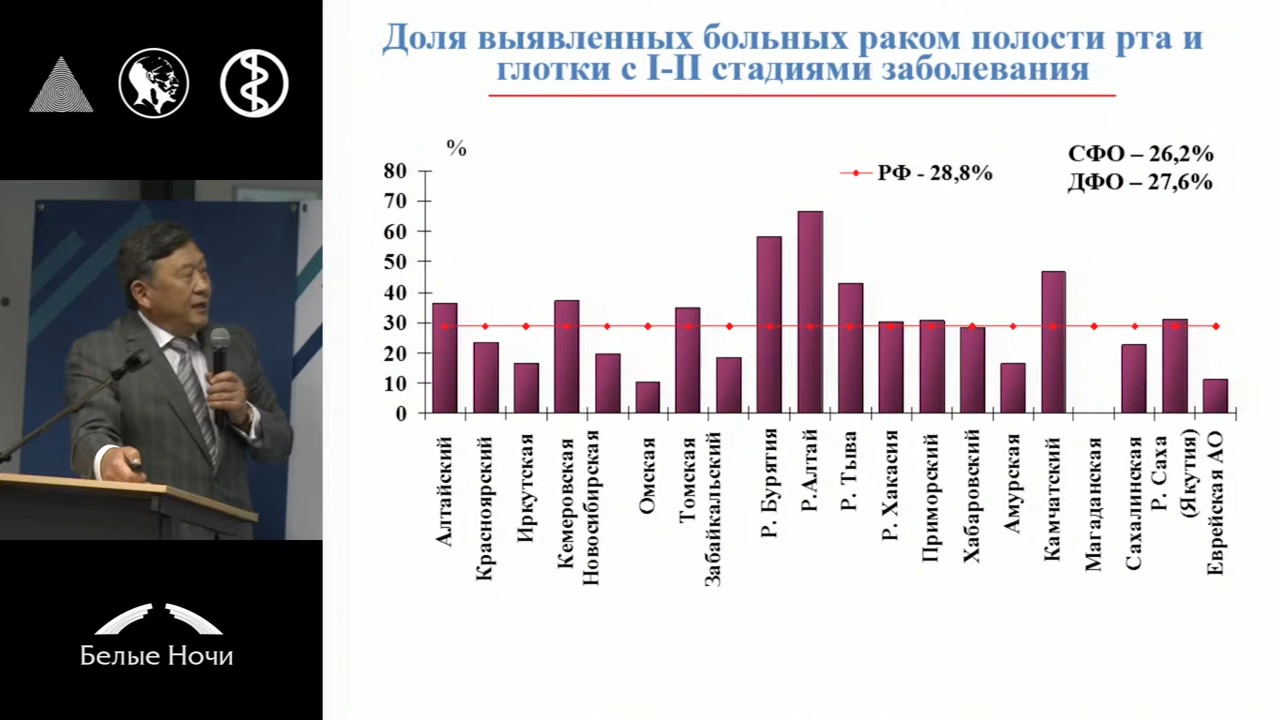 Доля выявленных больных раком полости рта и
глотки с I-II стадиями заболевания
%
РФ - 28,8%
СФО – 26,2%
ДФО – 27,6%
80
70
60
50
40
30
20
10
0
Алтайский
Красноярский
Иркутская
Кемеровская
Новосибирская
Омская
Томская
Забайкальский
Р. Бурятия
Р.Алтай
Р. Тыва
Р. Хакасия
Приморский
Хабаровский
Амурская
Камчатский
Магаданская
Сахалинская
Р. Саха
(Якутия)
Еврейская АО
Белые Ночи